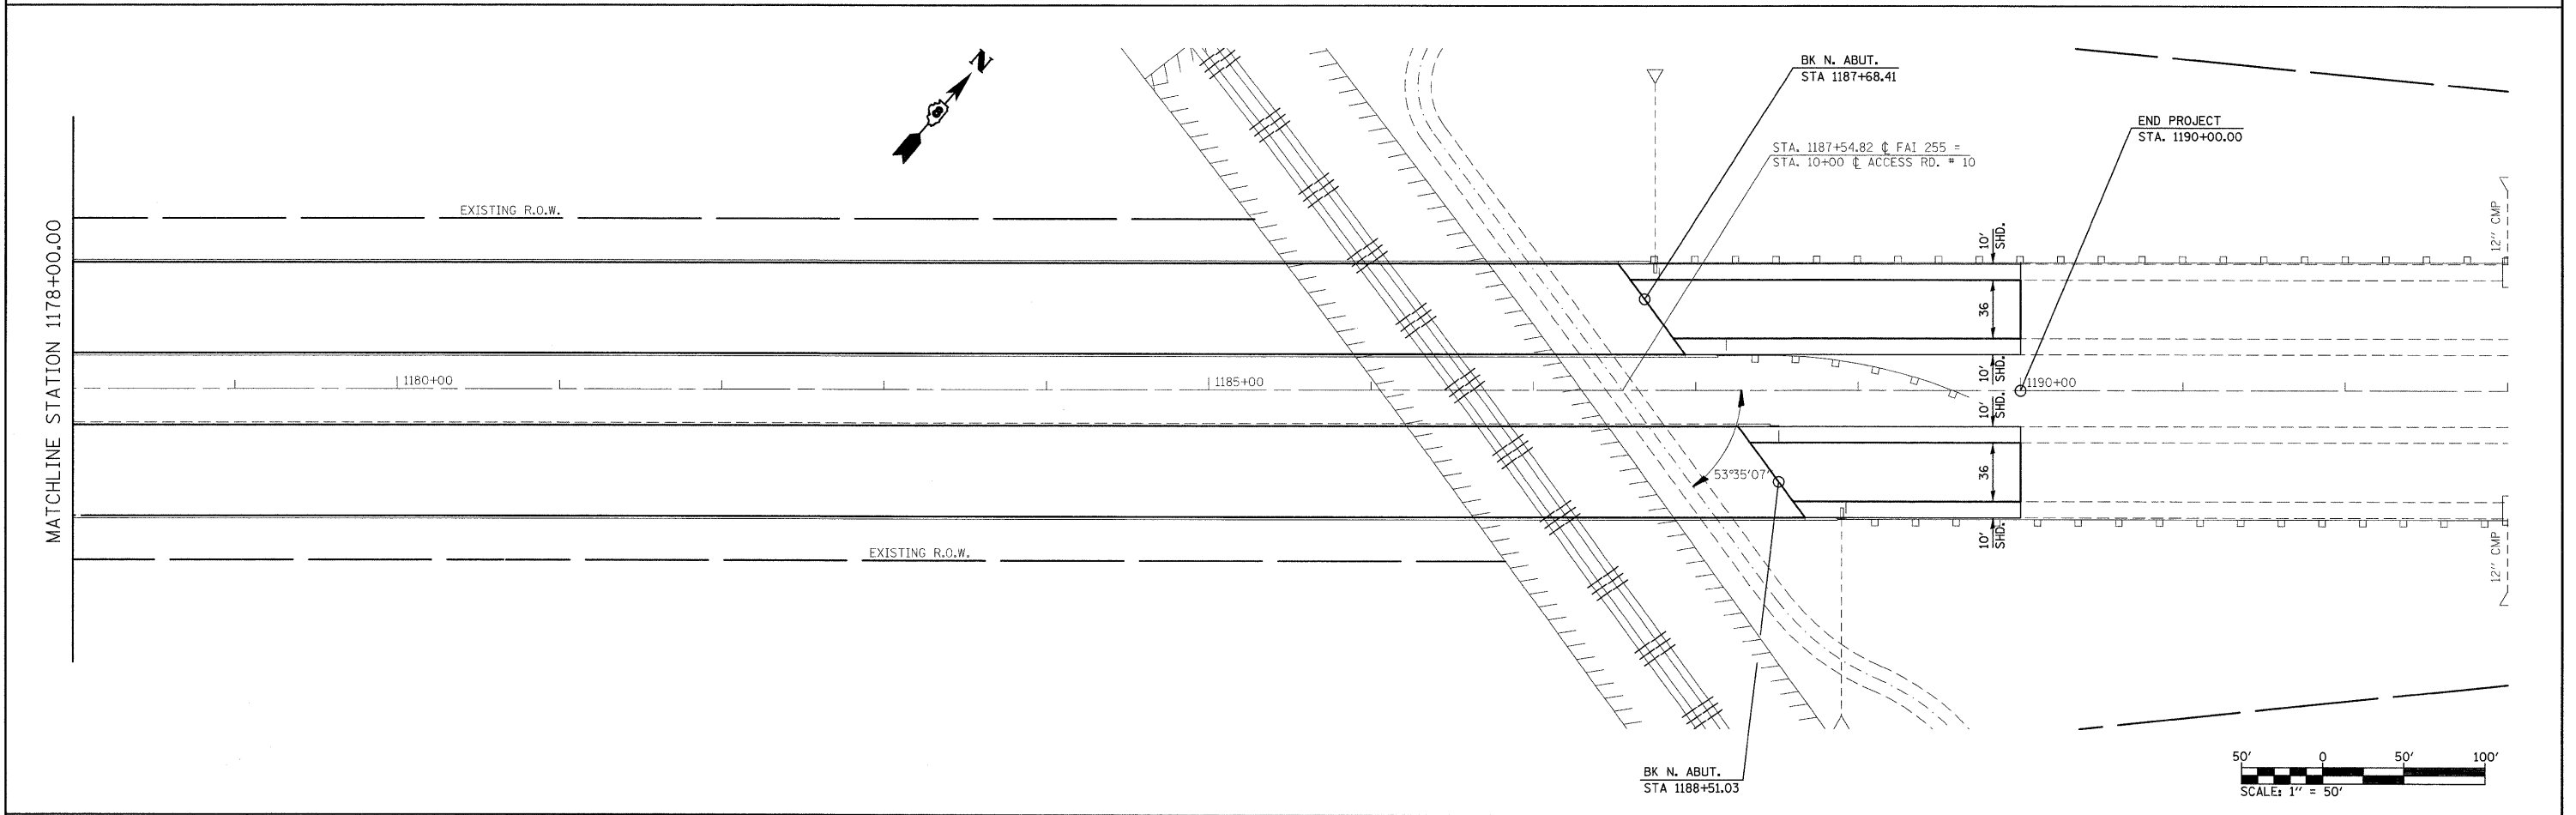 N
BK N. ABUT.
STA 1187+68.41
END PROJECT
STA. 1190+00.00
STA. 1187+54.82 ℄ FAI 255 =
STA. 10+00 ℄ ACCESS RD. # 10
EXISTING R.O.W.
12" CMP
MATCHLINE STATION 1178+00.00
10' SHD.
36
1180+00
1185+00
10' SHD.
1190+00
10' SHD.
53°35'07"
36
10' SHD.
EXISTING R.O.W.
12" CMP
BK N. ABUT.
STA 1188+51.03
50' 0 50' 100'
SCALE: 1" = 50'